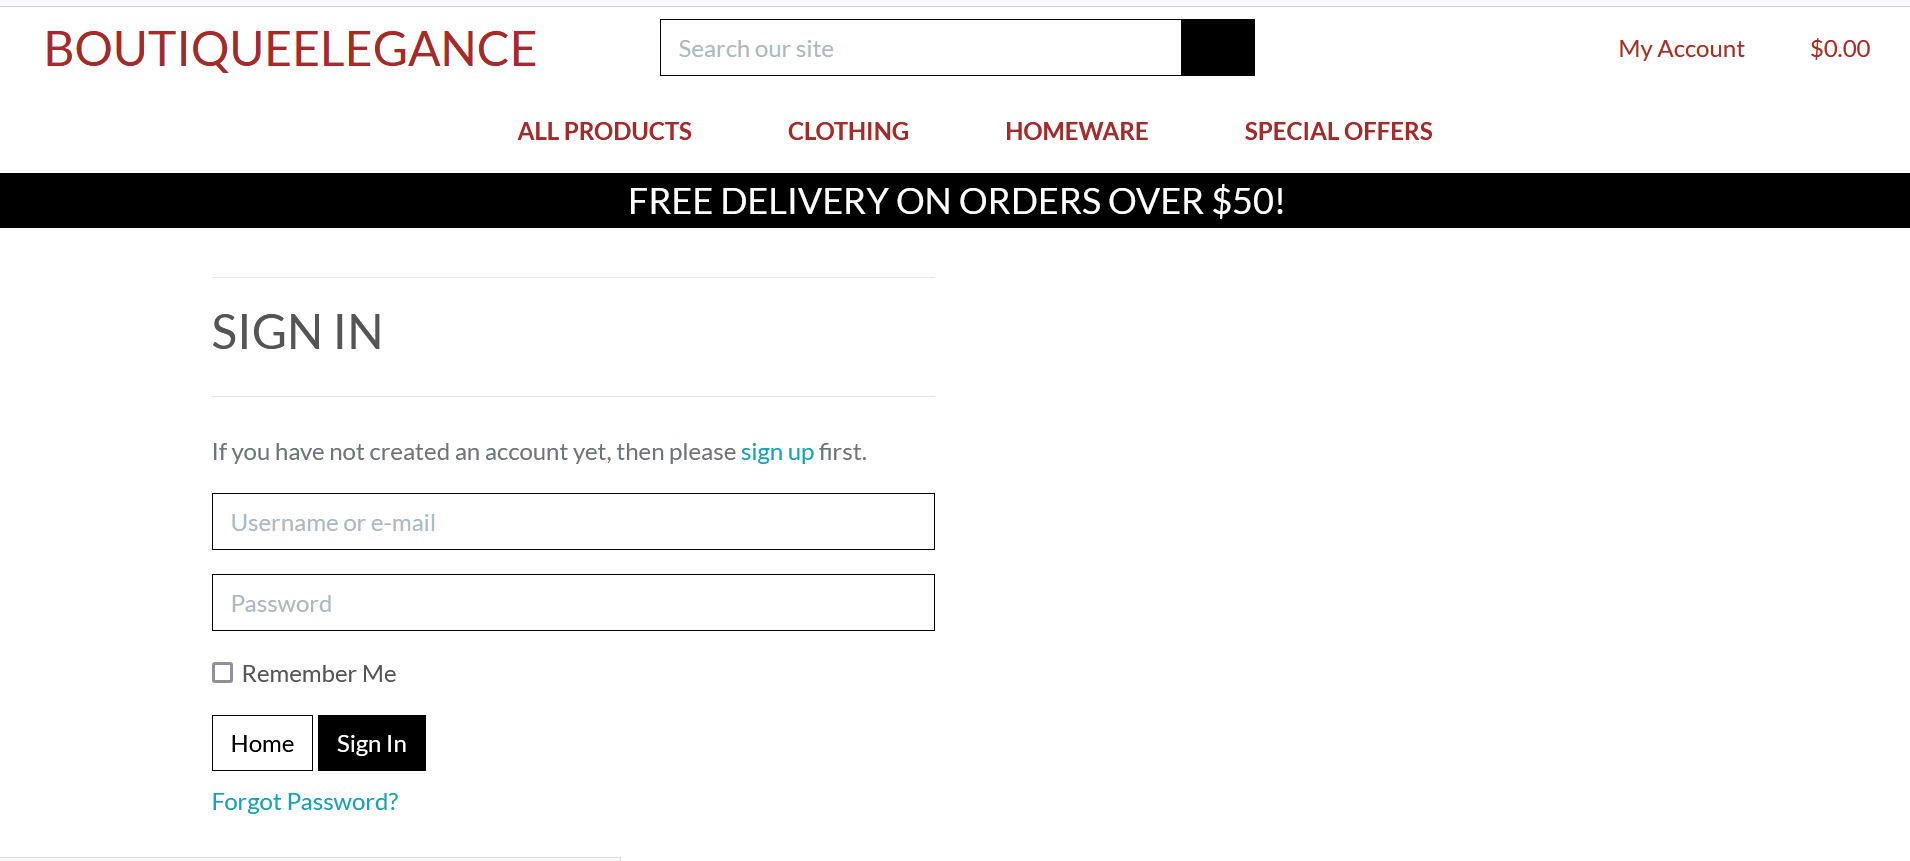 BOUTIQUEELEGANCE
Search our site
My Account
$0.00
ALL PRODUCTS
CLOTHING
HOMEWARE
SPECIAL OFFERS
FREE DELIVERY ON ORDERS OVER $50!
SIGN IN
If you have not created an account yet, then please sign up first.
Username or e-mail
Password
Remember Me
Home
Sign In
Forgot Password?